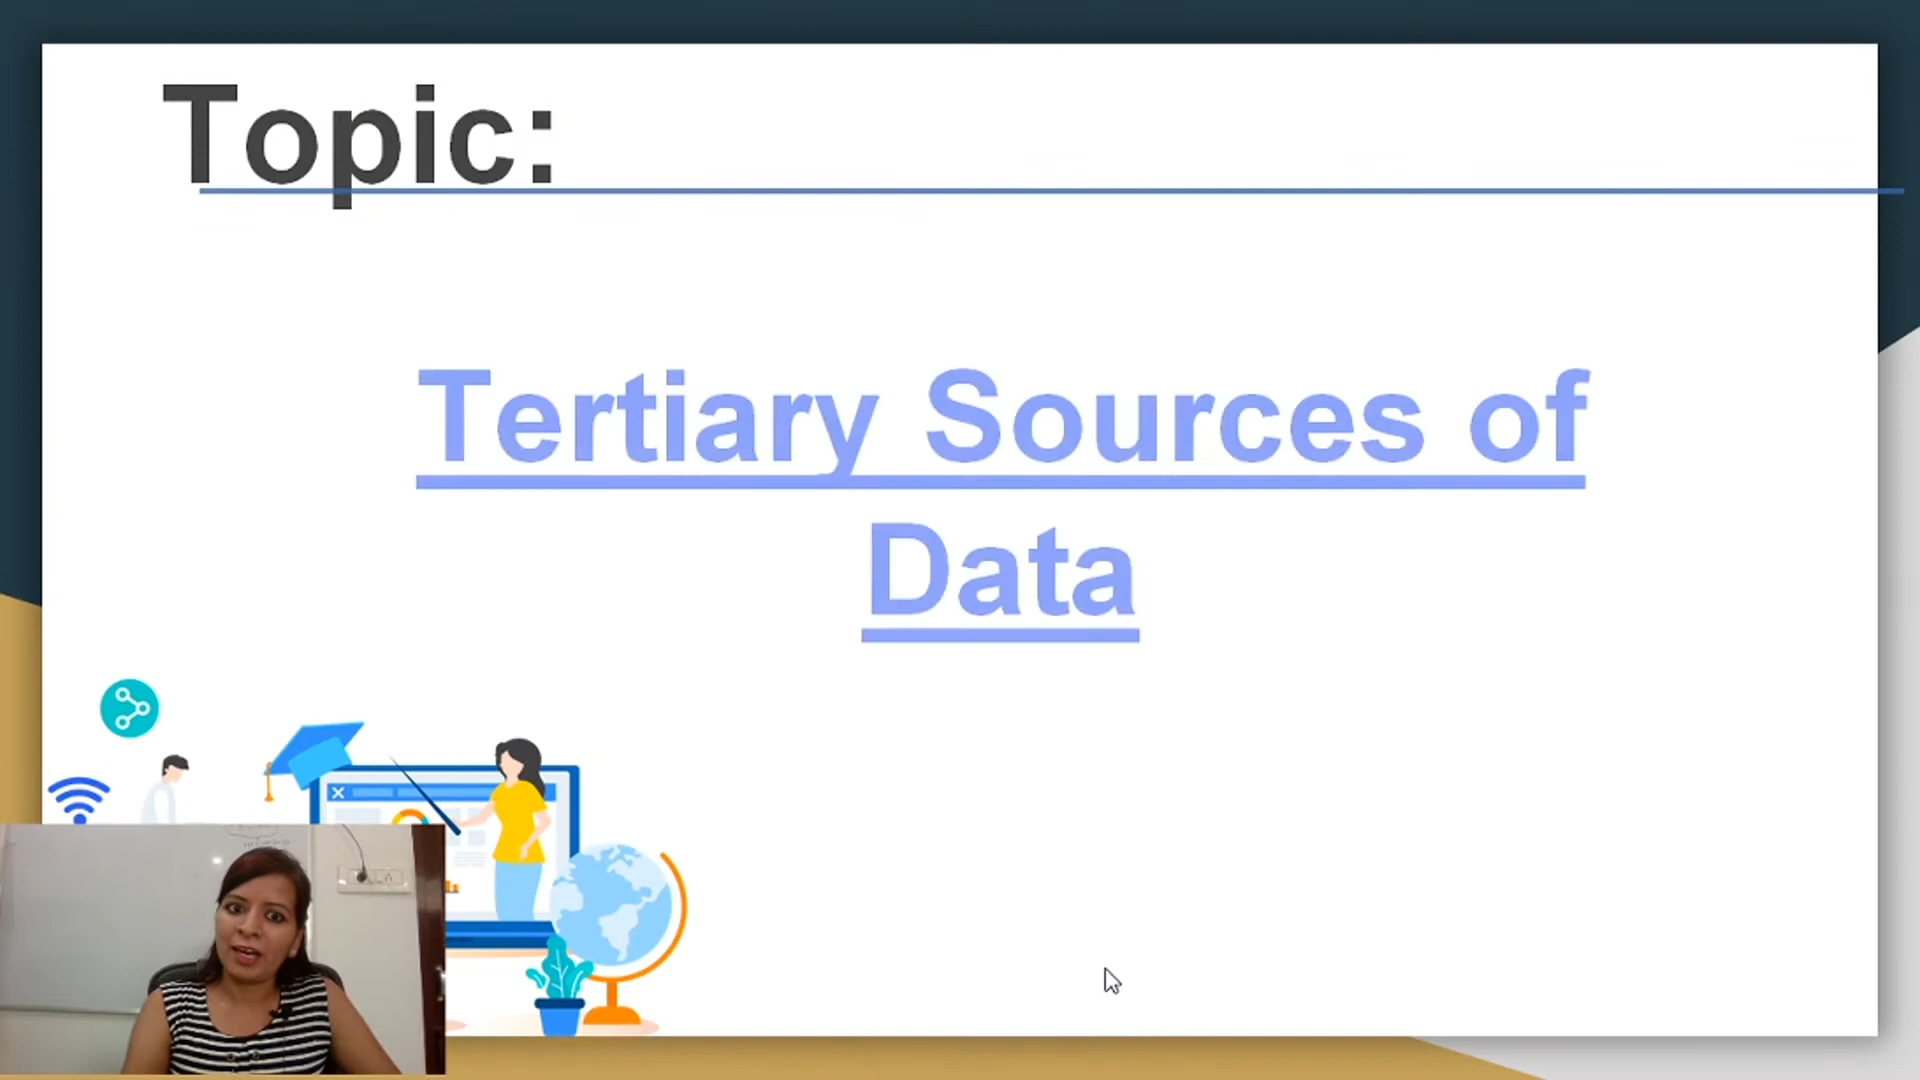 Topic:
Tertiary Sources of
Data